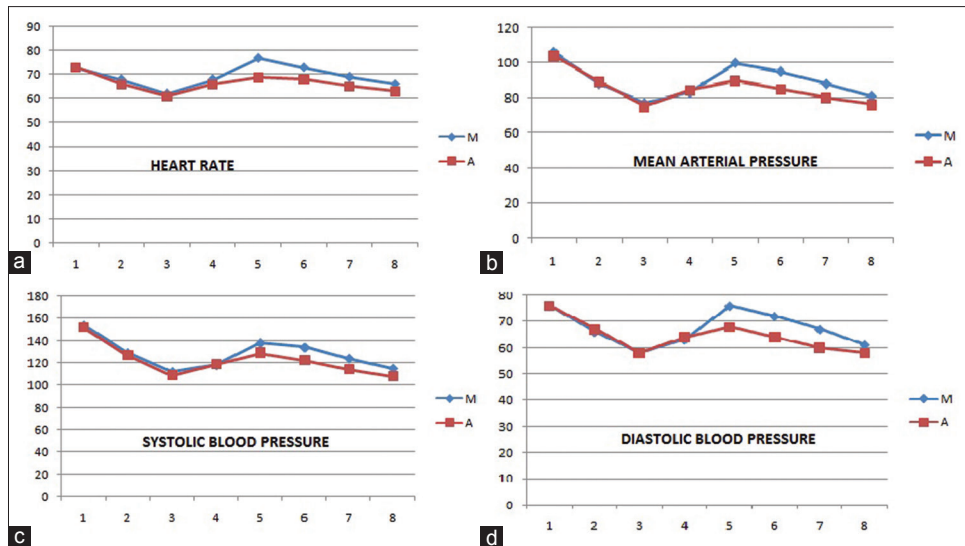 90
80
70
60
50
40
30
20
10
0
HEART RATE
M
A
1 2 3 4 5 6 7 8
a
120
100
80
60
40
20
0
MEAN ARTERIAL PRESSURE
M
A
1 2 3 4 5 6 7 8
b
180
160
140
120
100
80
60
40
20
0
SYSTOLIC BLOOD PRESSURE
M
A
1 2 3 4 5 6 7 8
c
80
70
60
50
40
30
20
10
0
DIASTOLIC BLOOD PRESSURE
M
A
1 2 3 4 5 6 7 8
d